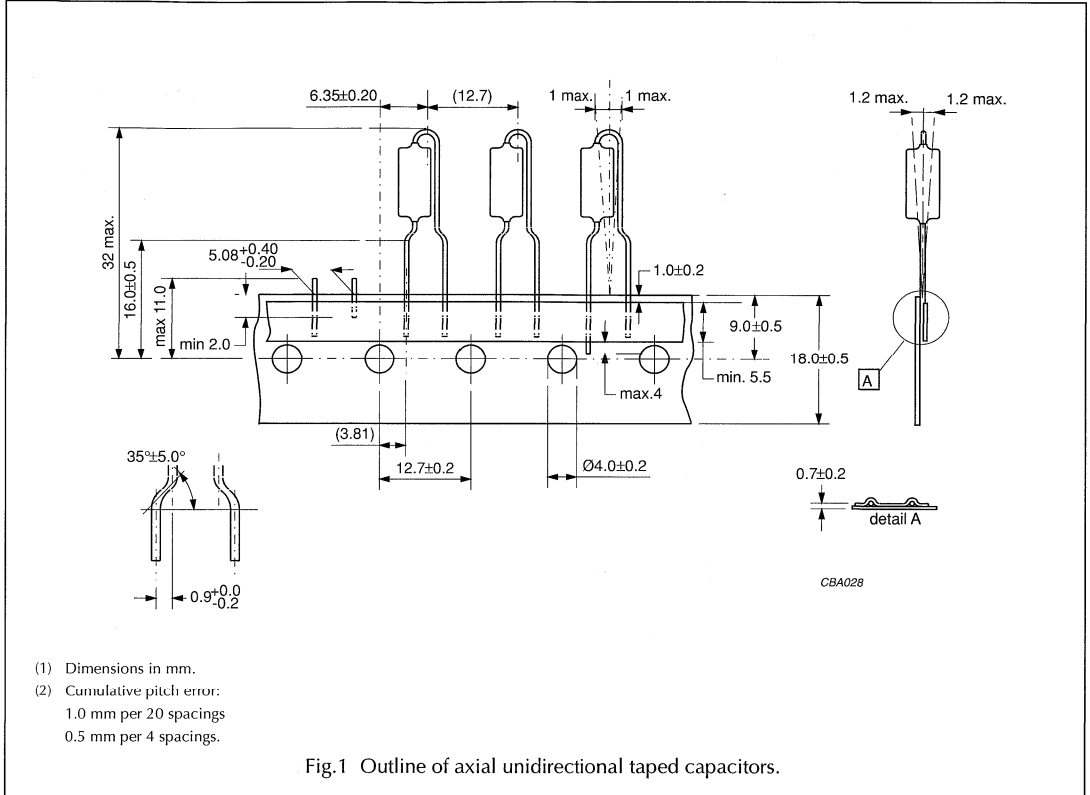 6.35±0.20
(12.7)
1 max.
1 max.
1.2 max.
1.2 max.
32 max.
16.0±0.5
max 11.0
5.08+0.40
-0.20
min 2.0
1.0±0.2
9.0±0.5
18.0±0.5
min. 5.5
max.4
A
(3.81)
12.7±0.2
Ø4.0±0.2
35°±5.0°
0.9+0.0
-0.2
0.7±0.2
detail A
CBA028
(1) Dimensions in mm.
(2) Cumulative pitch error:
1.0 mm per 20 spacings
0.5 mm per 4 spacings.
Fig.1 Outline of axial unidirectional taped capacitors.